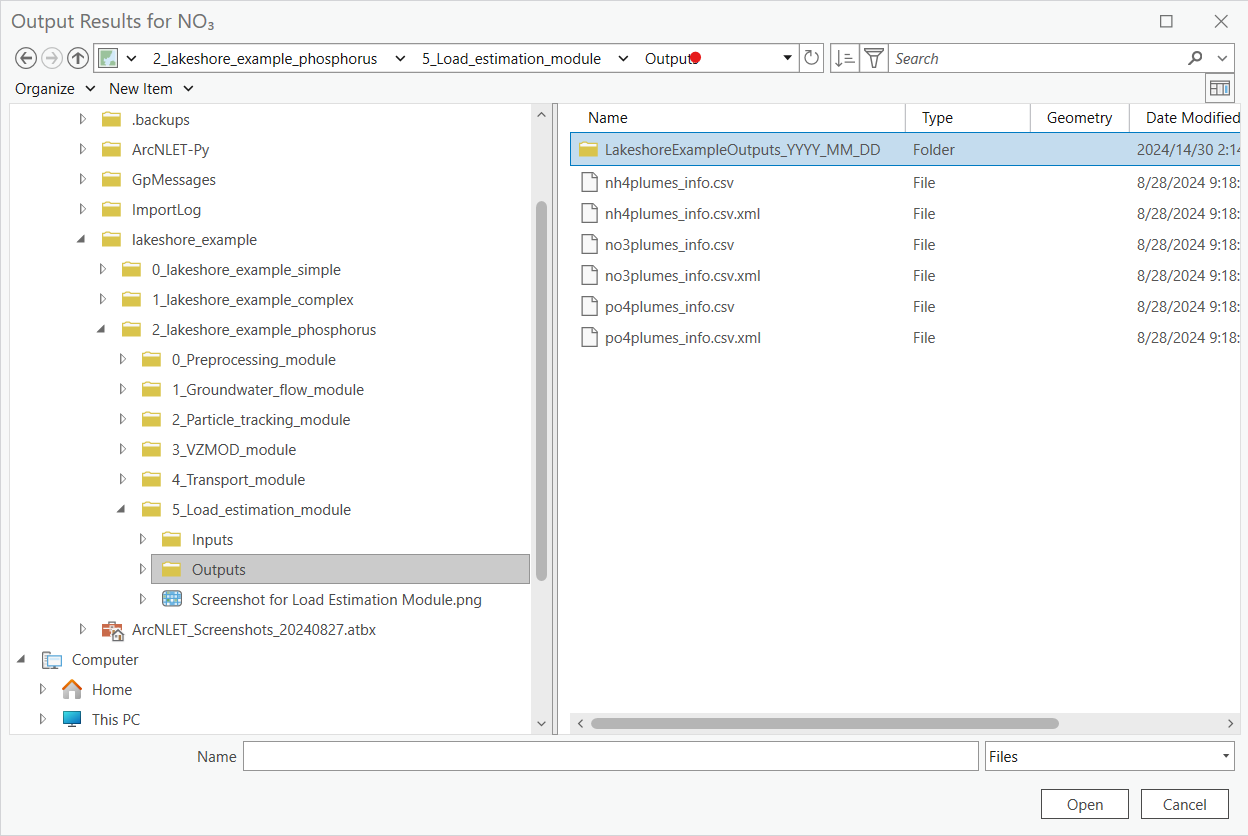 Output Results for NO₃
2_lakeshore_example_phosphorus 5_Load_estimation_module Outputs
Search
Organize New Item
.backups
ArcNLET-Py
GpMessages
ImportLog
lakeshore_example
0_lakeshore_example_simple
1_lakeshore_example_complex
2_lakeshore_example_phosphorus
0_Preprocessing_module
1_Groundwater_flow_module
2_Particle_tracking_module
3_VZMOD_module
4_Transport_module
5_Load_estimation_module
Inputs
Outputs
Screenshot for Load Estimation Module.png
ArcNLET_Screenshots_20240827.atbx
Computer
Home
This PC
Name Type Geometry Date Modified
LakeshoreExampleOutputs_YYYY_MM_DD Folder 2024/14/30 2:14
nh4plumes_info.csv File 8/28/2024 9:18:
nh4plumes_info.csv.xml File 8/28/2024 9:18:
no3plumes_info.csv File 8/28/2024 9:18:
no3plumes_info.csv.xml File 8/28/2024 9:18:
po4plumes_info.csv File 8/28/2024 9:18:
po4plumes_info.csv.xml File 8/28/2024 9:18:
Name Files
Open Cancel